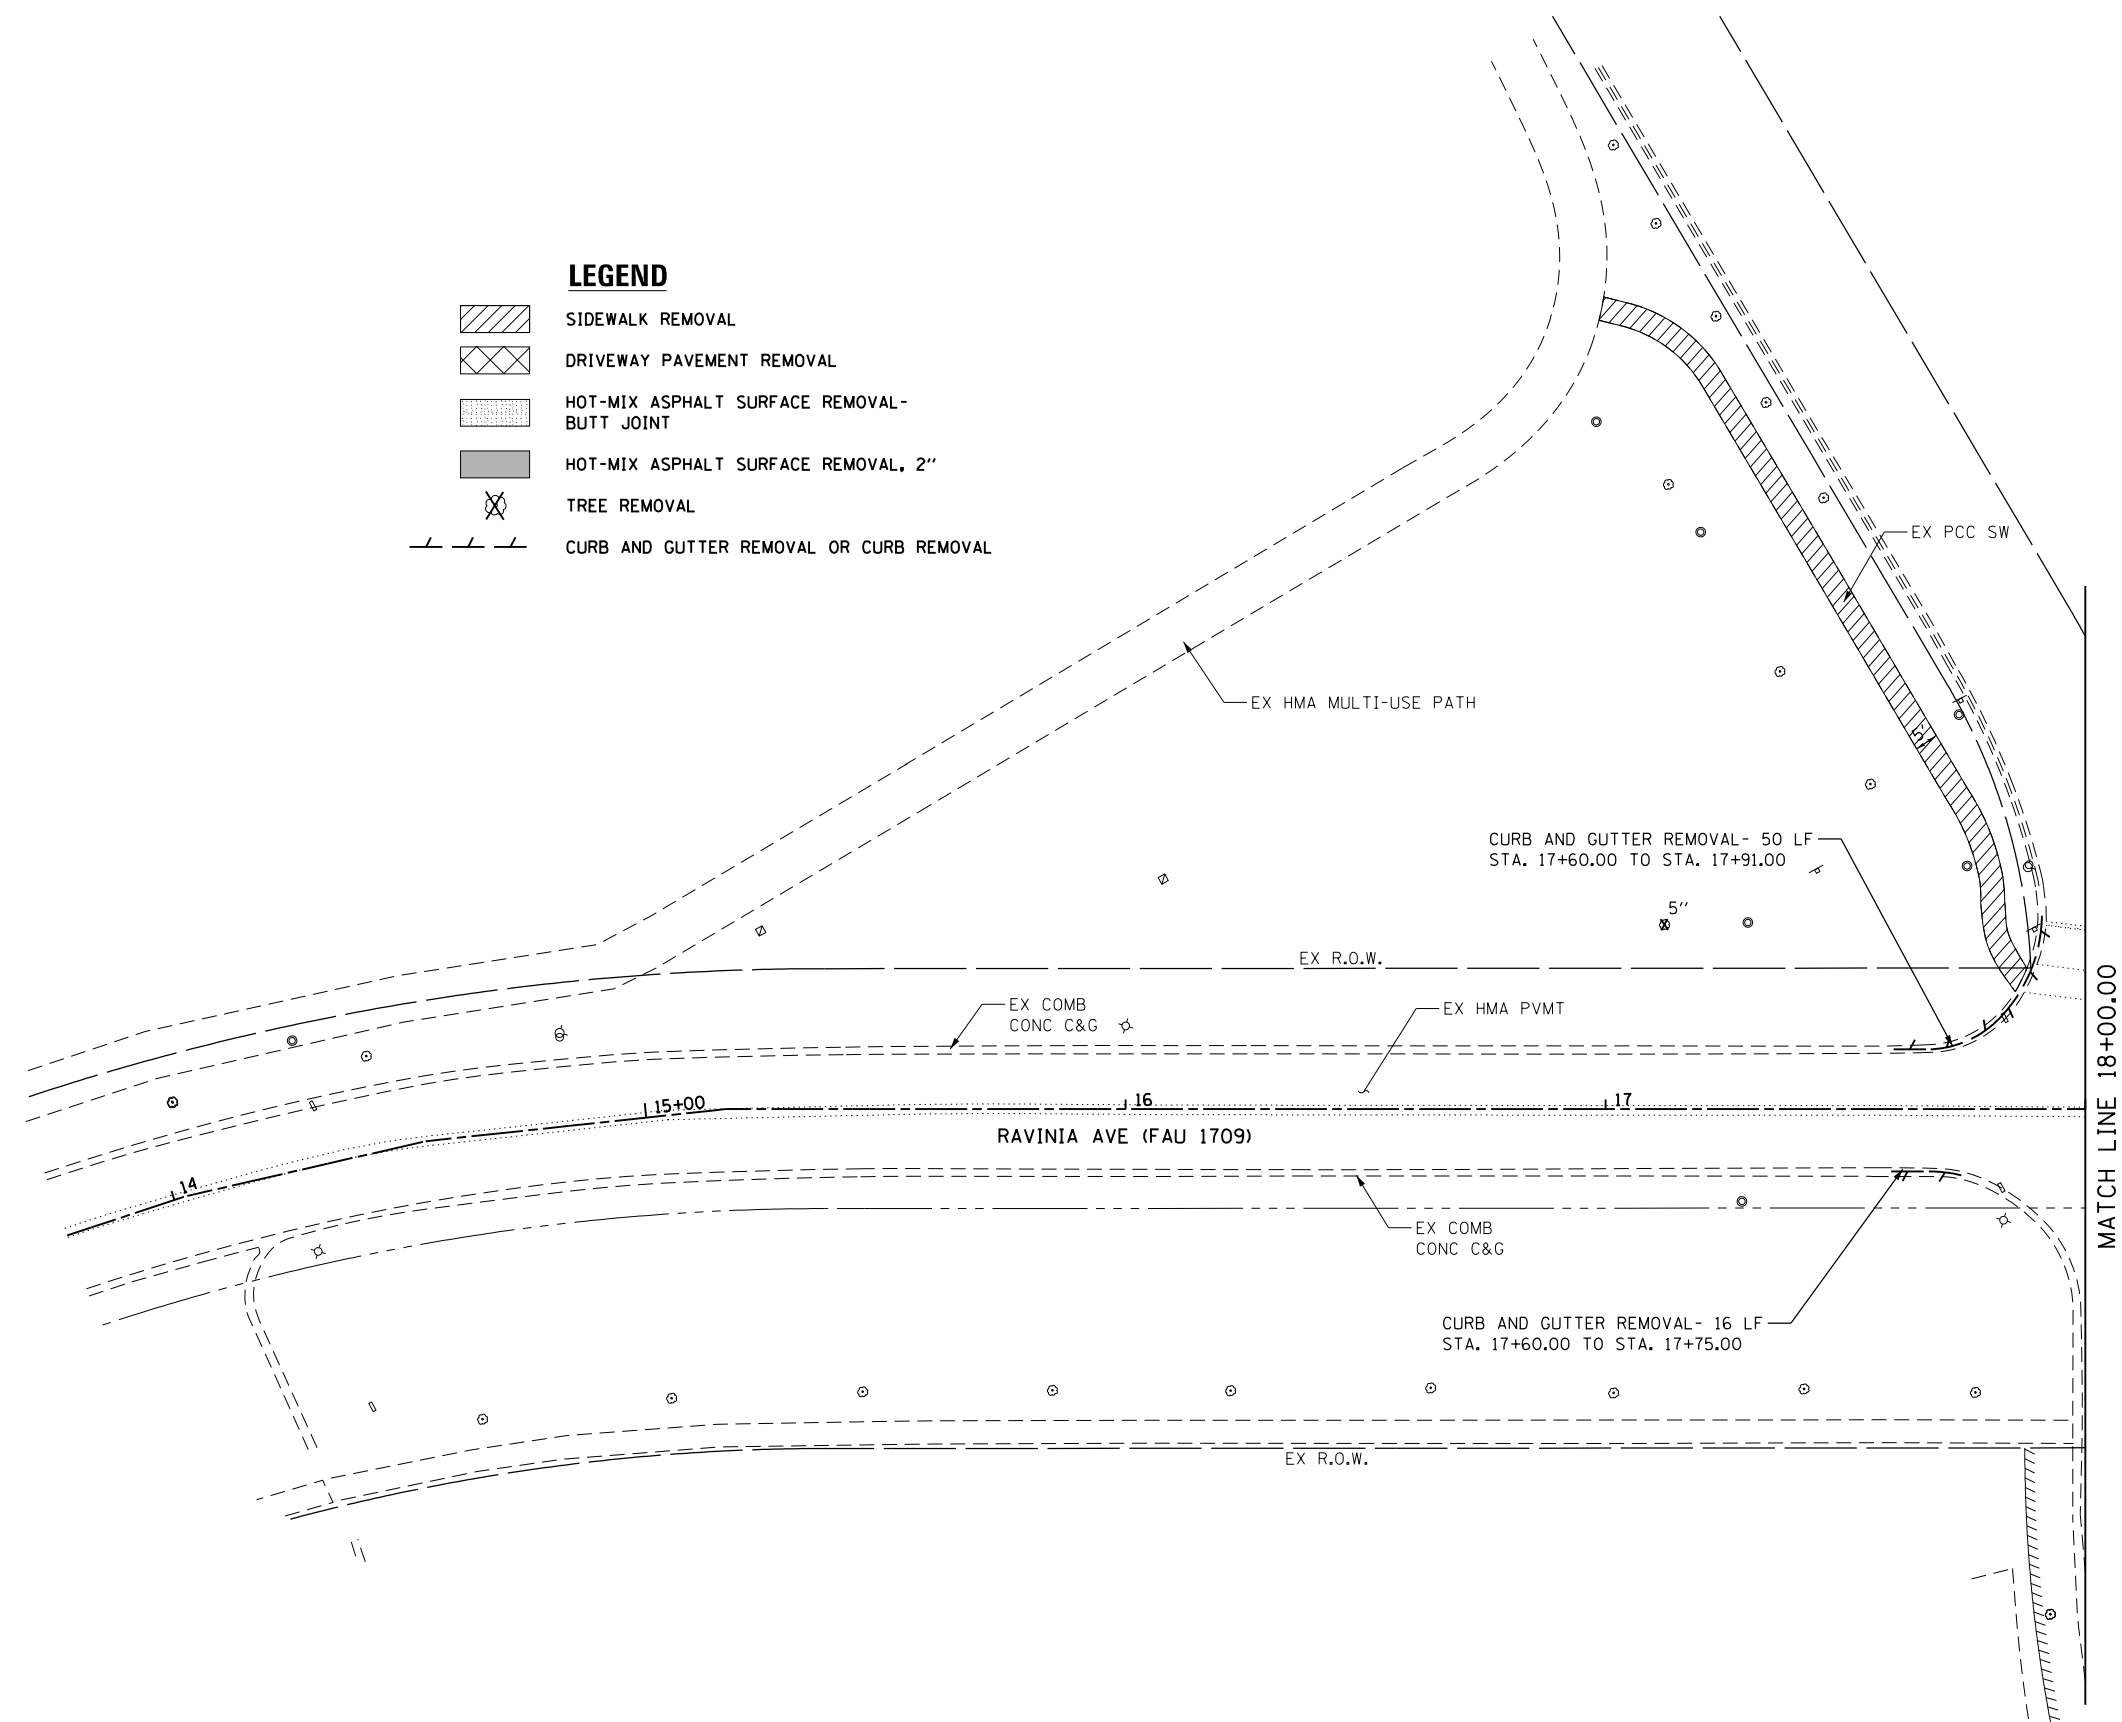 LEGEND
SIDEWALK REMOVAL
DRIVEWAY PAVEMENT REMOVAL
HOT-MIX ASPHALT SURFACE REMOVAL-
BUTT JOINT
HOT-MIX ASPHALT SURFACE REMOVAL, 2"
TREE REMOVAL
CURB AND GUTTER REMOVAL OR CURB REMOVAL
EX PCC SW
EX HMA MULTI-USE PATH
5'
CURB AND GUTTER REMOVAL- 50 LF
STA. 17+60.00 TO STA. 17+91.00
5"
EX R.O.W.
EX COMB
CONC C&G
EX HMA PVMT
14
15+00
16
17
RAVINIA AVE (FAU 1709)
MATCH LINE 18+00.00
EX COMB
CONC C&G
CURB AND GUTTER REMOVAL- 16 LF
STA. 17+60.00 TO STA. 17+75.00
EX R.O.W.